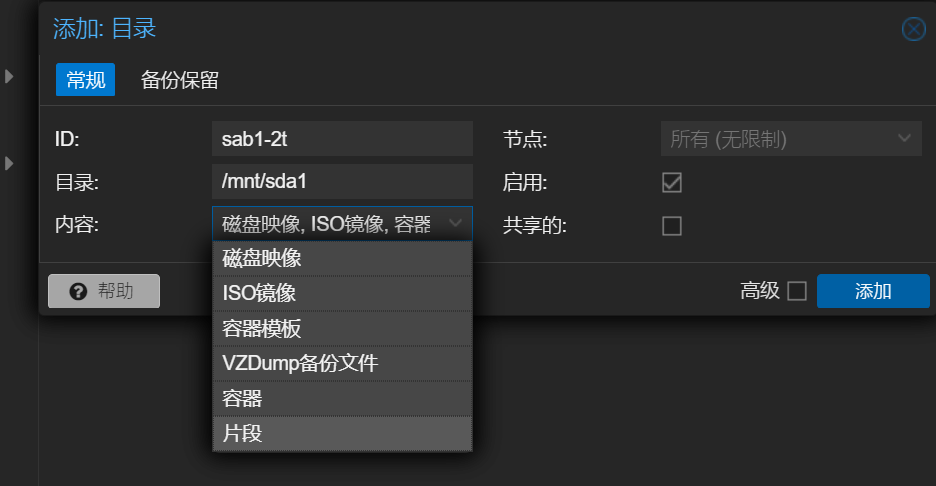 添加: 目录
常规 备份保留
ID: sab1-2t 节点: 所有 (无限制)
目录: /mnt/sda1 启用:
内容: 磁盘映像, ISO镜像, 容器 共享的:
磁盘映像
ISO镜像
容器模板
VZDump备份文件
容器
片段
帮助 高级 添加